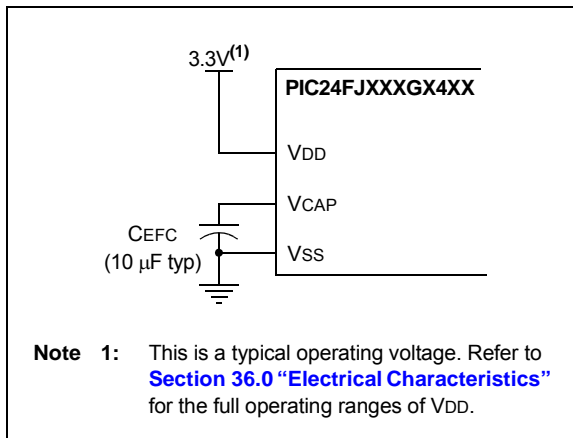 3.3V(1)
PIC24FJXXXGX4XX
VDD
VCAP
CEFC
(10 μF typ)
VSS
Note 1: This is a typical operating voltage. Refer to
Section 36.0 “Electrical Characteristics”
for the full operating ranges of VDD.